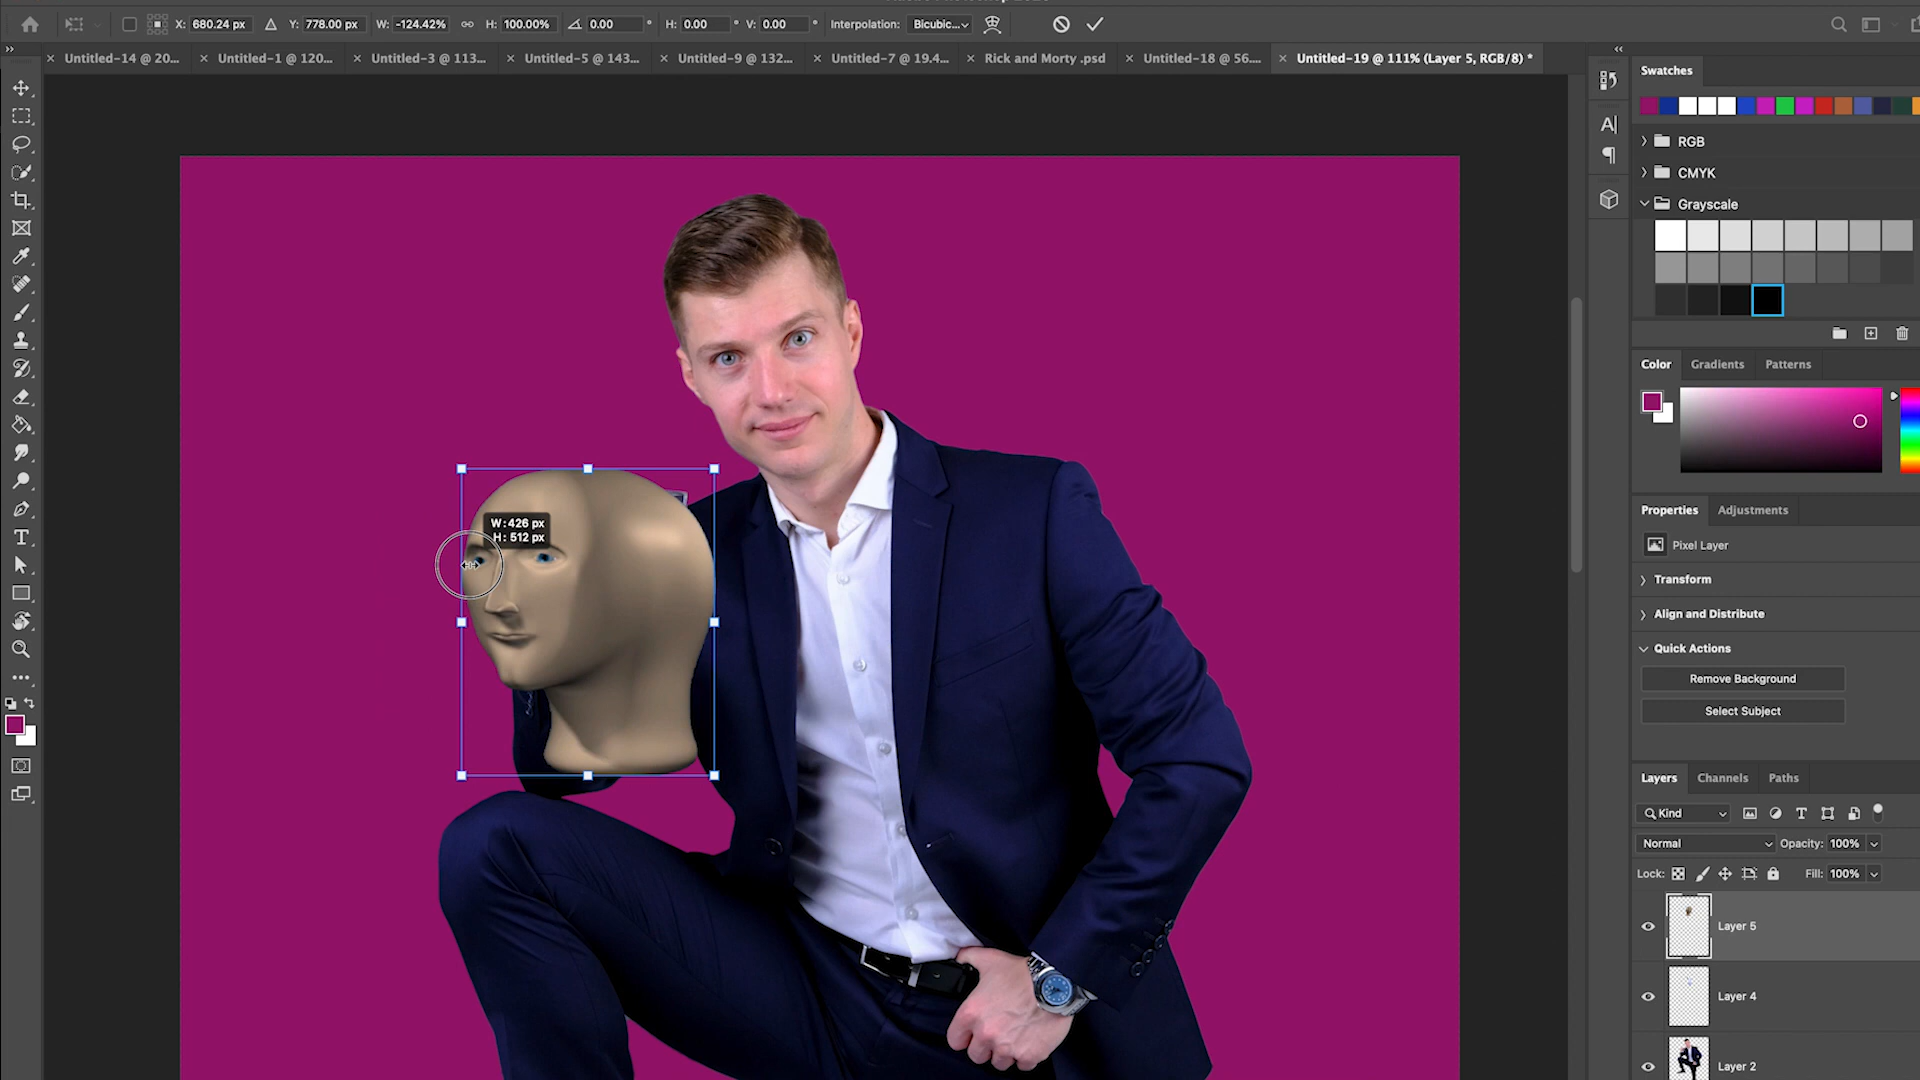 X: 680.24 px Δ Y: 778.00 px W: -124.42% H: 100.00% 0.00 ° H: 0.00 ° V: 0.00 ° Interpolation: Bicubic...
Untitled-14 @ 20... Untitled-1 @ 120... Untitled-3 @ 113... Untitled-5 @ 143... Untitled-9 @ 132... Untitled-7 @ 19.4... Rick and Morty .psd Untitled-18 @ 56.... Untitled-19 @ 111% (Layer 5, RGB/8) *
Swatches
RGB
CMYK
Grayscale
Color Gradients Patterns
W: 426 px
H: 512 px
Properties Adjustments
Pixel Layer
Transform
Align and Distribute
Quick Actions
Remove Background
Select Subject
Layers Channels Paths
Kind
Normal Opacity: 100%
Lock: Fill: 100%
Layer 5
Layer 4
Layer 2